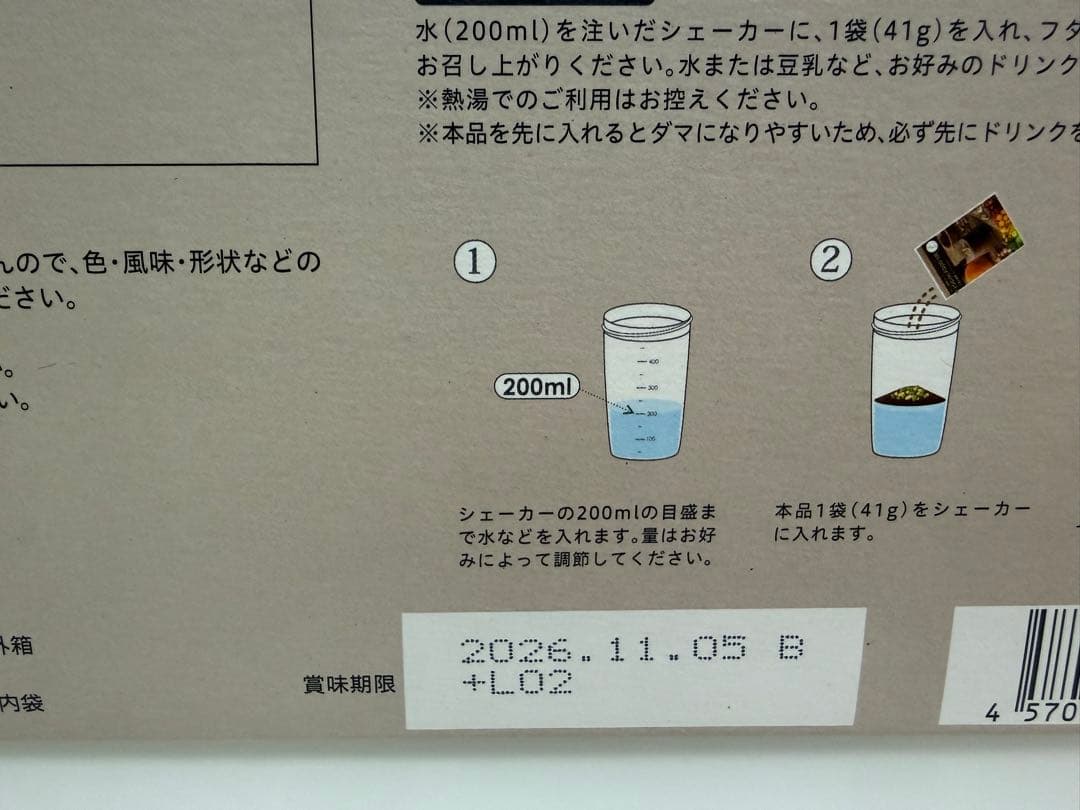 水(200ml)を注いだシェーカーに、1袋(41g)を入れ、フタ
お召し上がりください。水または豆乳など、お好みのドリンク
※熱湯でのご利用はお控えください。
※本品を先に入れるとダマになりやすいため、必ず先にドリンクを
んので、色・風味・形状などの
ださい。
い。
い。
1
2
400
300
200ml
200
100
シェーカーの200mlの目盛ま
で水などを入れます。量はお好
みによって調節してください。
本品1袋(41g)をシェーカー
に入れます。
外箱
内袋
賞味期限
2026.11.05 B
+L02
4 570